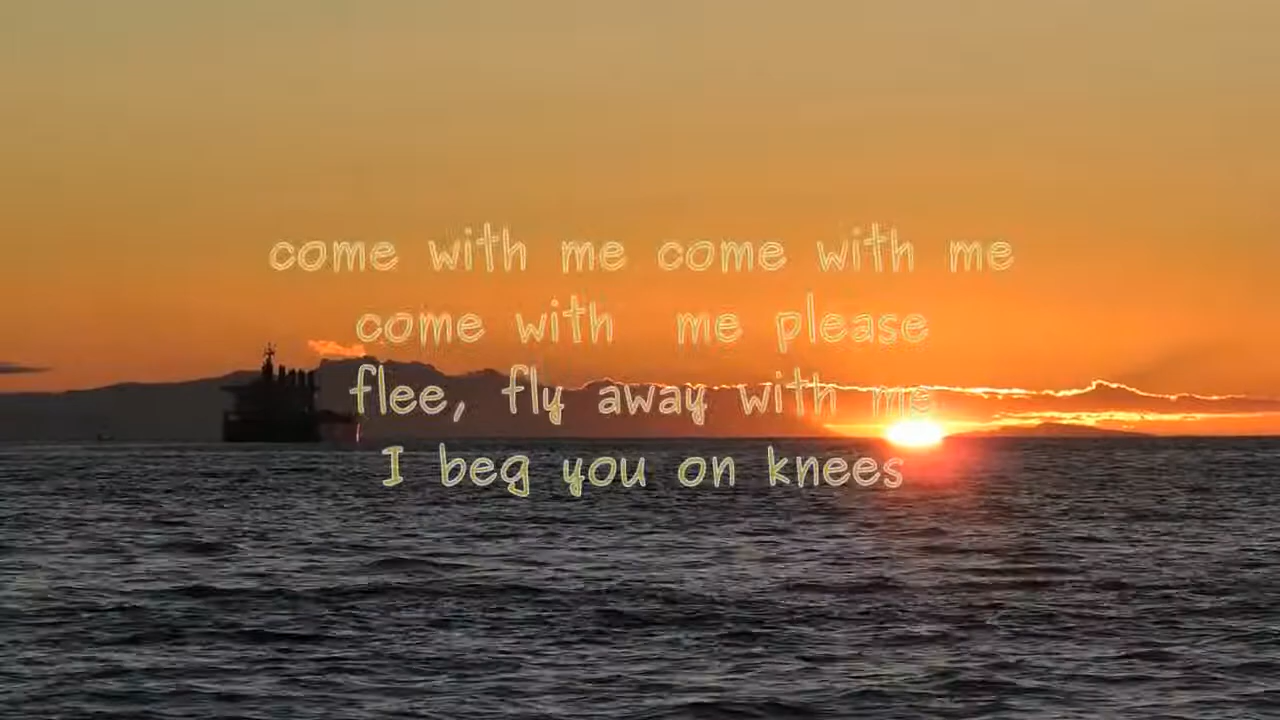 come with me come with me
come with me please
flee, fly away with me
I beg you on knees